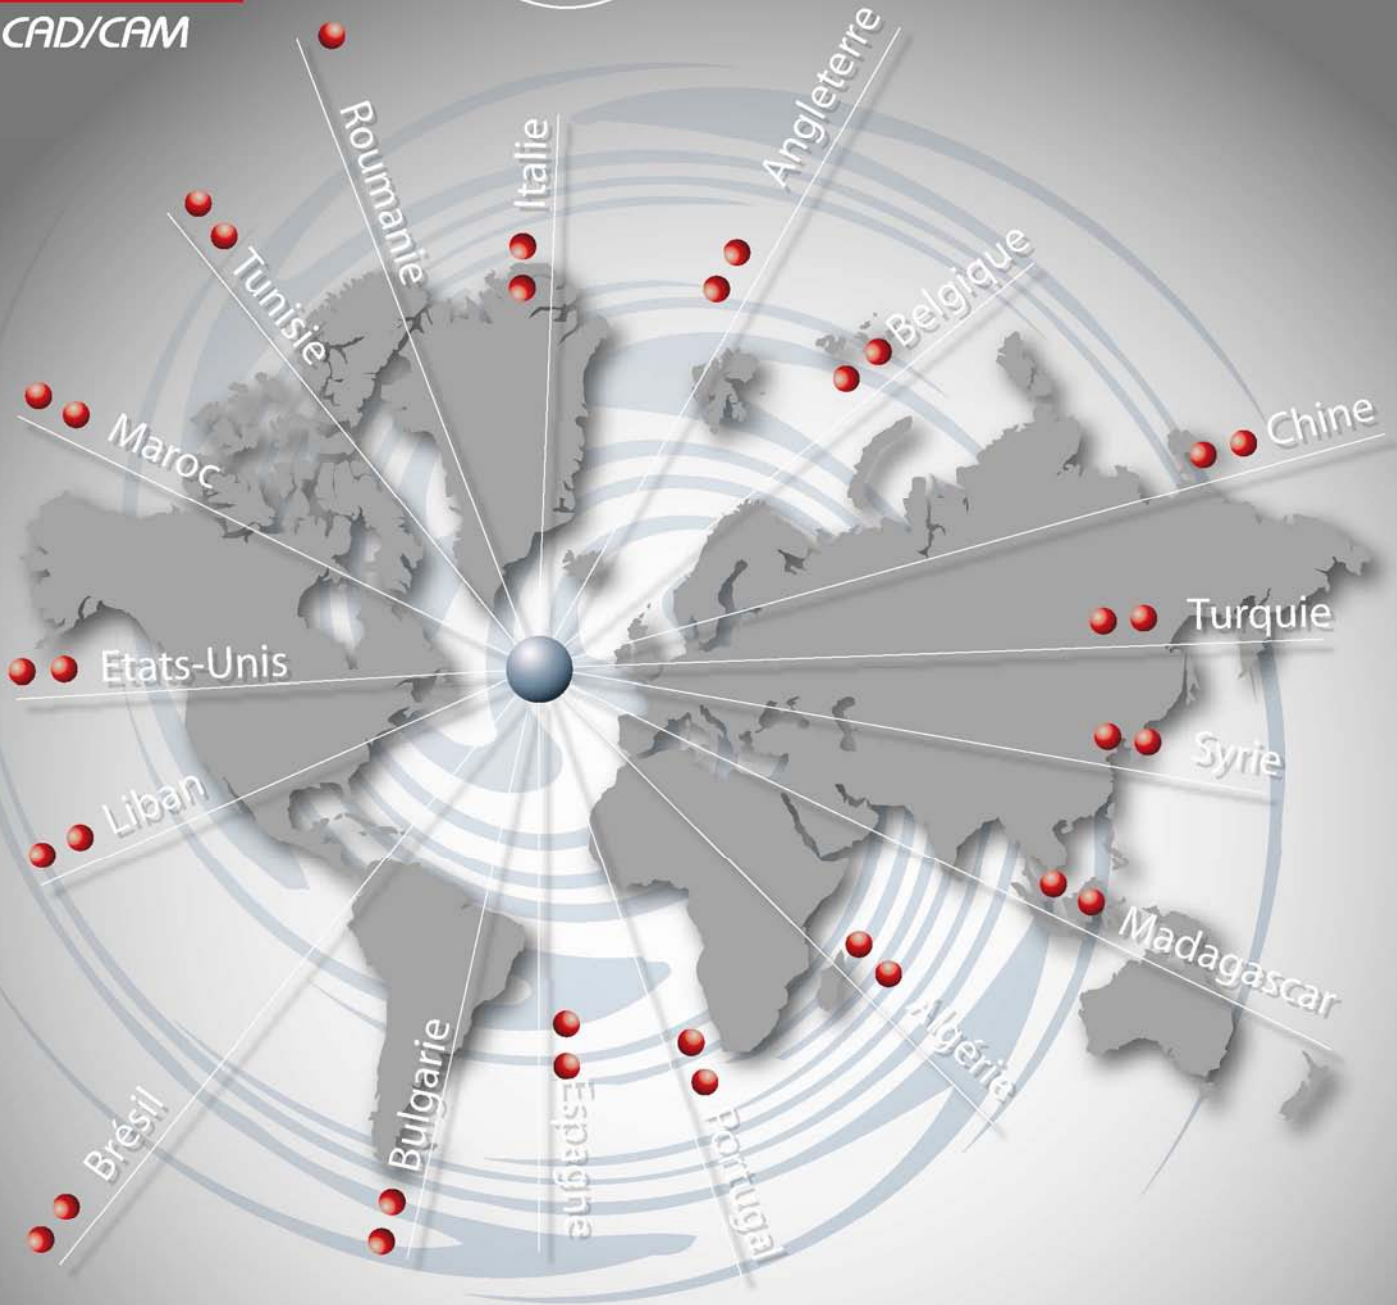 CAD/CAM
Roumanie
Italie
Angleterre
Tunisie
Belgique
Maroc
Chine
Etats-Unis
Turquie
Liban
Syrie
Madagascar
Algéria
Brésil
Bulgarie
Espagne
Portugal